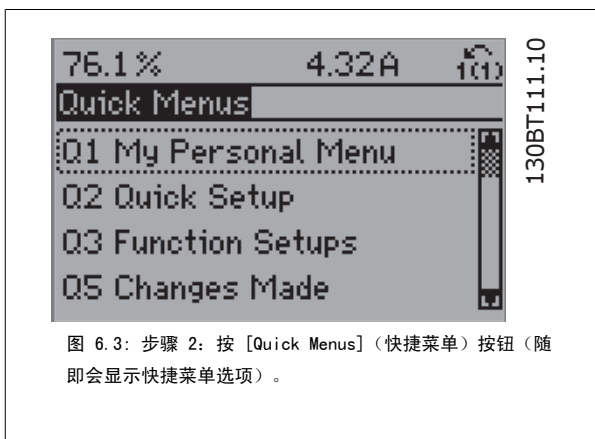 76.1% 4.32A 1(1)
Quick Menus
Q1 My Personal Menu
Q2 Quick Setup
Q3 Function Setups
Q5 Changes Made
130BT111.10
图 6.3: 步骤 2: 按 [Quick Menus]（快捷菜单）按钮（随
即会显示快捷菜单选项）。